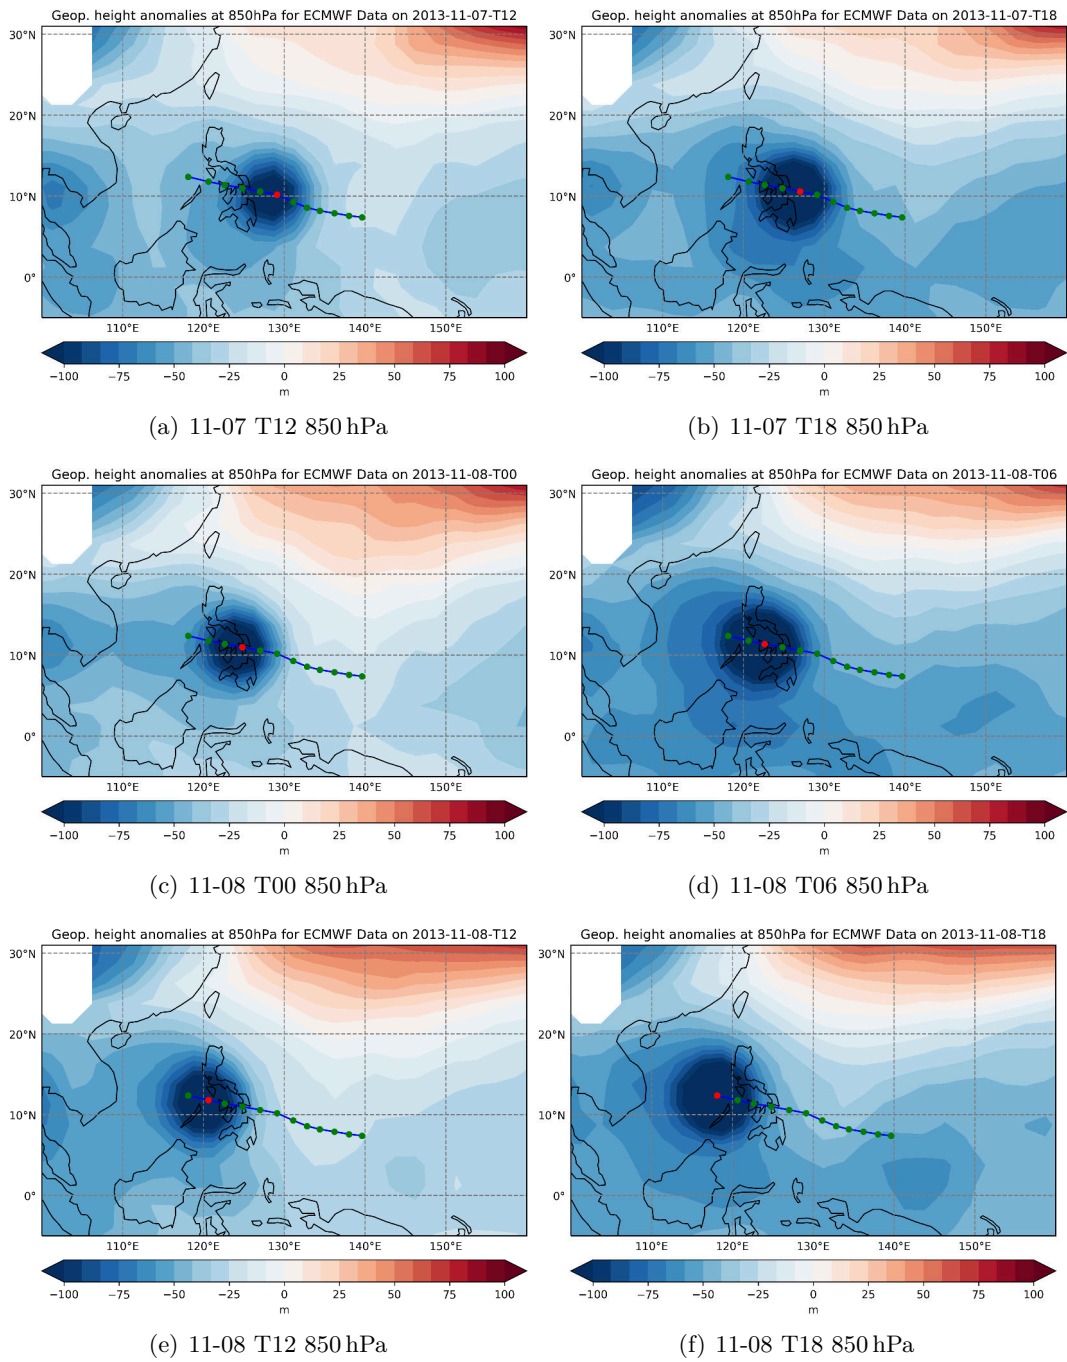 Geop. height anomalies at 850hPa for ECMWF Data on 2013-11-07-T12
30°N
20°N
10°N
0°
110°E 120°E 130°E 140°E 150°E
−100 −75 −50 −25 0 25 50 75 100
m
(a) 11-07 T12 850 hPa
Geop. height anomalies at 850hPa for ECMWF Data on 2013-11-07-T18
30°N
20°N
10°N
0°
110°E 120°E 130°E 140°E 150°E
−100 −75 −50 −25 0 25 50 75 100
m
(b) 11-07 T18 850 hPa
Geop. height anomalies at 850hPa for ECMWF Data on 2013-11-08-T00
30°N
20°N
10°N
0°
110°E 120°E 130°E 140°E 150°E
−100 −75 −50 −25 0 25 50 75 100
m
(c) 11-08 T00 850 hPa
Geop. height anomalies at 850hPa for ECMWF Data on 2013-11-08-T06
30°N
20°N
10°N
0°
110°E 120°E 130°E 140°E 150°E
−100 −75 −50 −25 0 25 50 75 100
m
(d) 11-08 T06 850 hPa
Geop. height anomalies at 850hPa for ECMWF Data on 2013-11-08-T12
30°N
20°N
10°N
0°
110°E 120°E 130°E 140°E 150°E
−100 −75 −50 −25 0 25 50 75 100
m
(e) 11-08 T12 850 hPa
Geop. height anomalies at 850hPa for ECMWF Data on 2013-11-08-T18
30°N
20°N
10°N
0°
110°E 120°E 130°E 140°E 150°E
−100 −75 −50 −25 0 25 50 75 100
m
(f) 11-08 T18 850 hPa